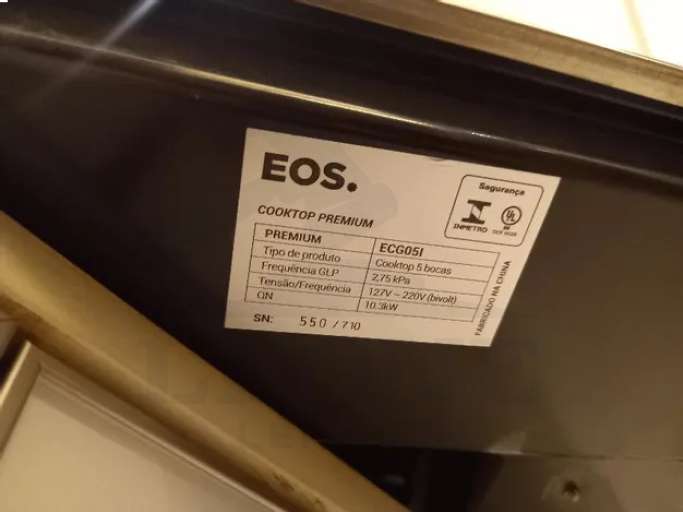 EOS.
Segurança
INMETRO
UL
COOKTOP PREMIUM
PREMIUM ECG05I
Tipo de produto Cooktop 5 bocas
Frequência GLP 2,75 kPa
Tensão/Frequência 127V ~ 220V (bivolt)
QN 10.3kW
SN: 550 / 710
FABRICADO NA CHINA